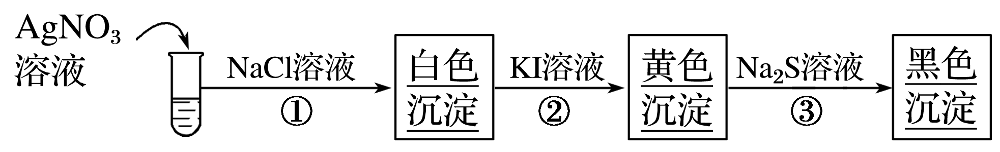 AgNO₃
溶液
NaCl溶液
①
白色
沉淀
KI溶液
②
黄色
沉淀
Na₂S溶液
③
黑色
沉淀